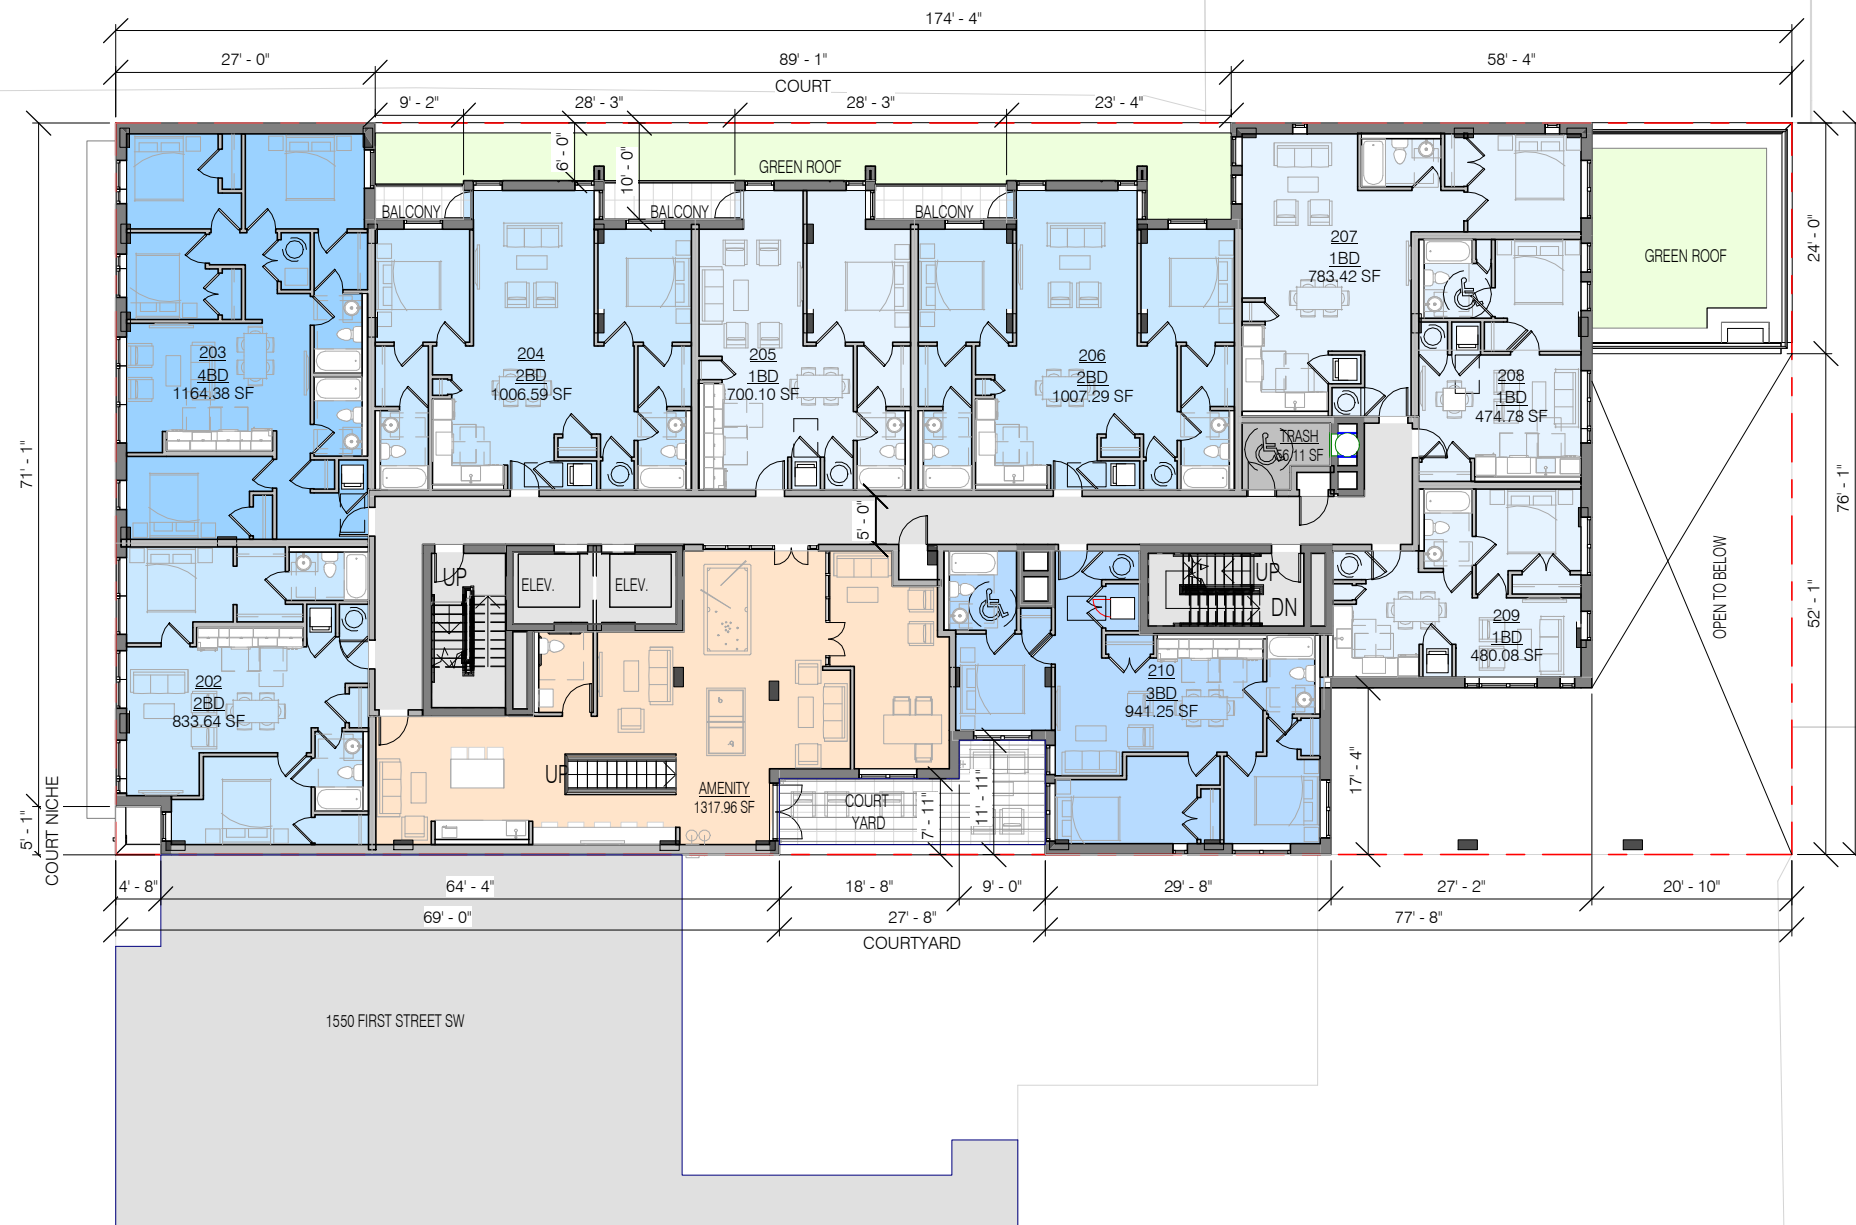 174' - 4"
27' - 0"
89' - 1"
58' - 4"
COURT
9' - 2"
28' - 3"
28' - 3"
23' - 4"
6' - 0"
10' - 0"
GREEN ROOF
BALCONY
BALCONY
BALCONY
207
1BD
783.42 SF
GREEN ROOF
24' - 0"
203
4BD
1164.38 SF
204
2BD
1006.59 SF
205
1BD
700.10 SF
206
2BD
1007.29 SF
208
1BD
474.78 SF
TRASH
56.11 SF
71' - 1"
76' - 1"
5' - 0"
UP
ELEV.
ELEV.
UP
DN
OPEN TO BELOW
52' - 1"
209
1BD
480.08 SF
202
2BD
833.64 SF
210
3BD
941.25 SF
UP
AMENITY
1317.96 SF
COURT
YARD
7' - 11"
11' - 11"
17' - 4"
5' - 1"
COURT NICHE
4' - 8"
64' - 4"
18' - 8"
9' - 0"
29' - 8"
27' - 2"
20' - 10"
69' - 0"
27' - 8"
77' - 8"
COURTYARD
1550 FIRST STREET SW